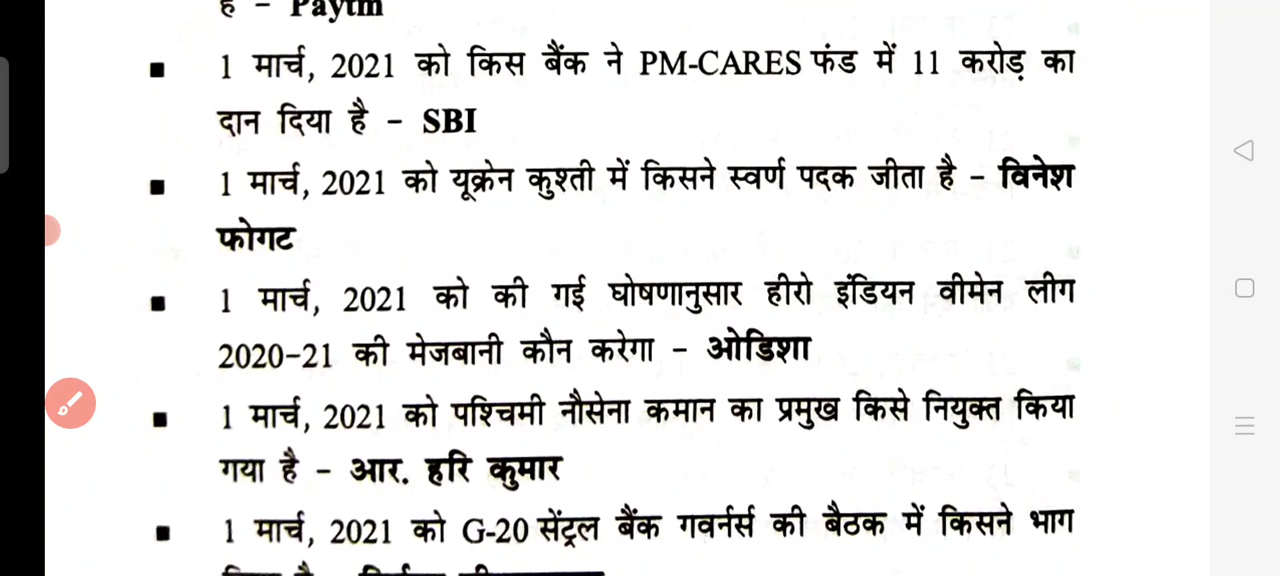 है – Paytm
■ 1 मार्च, 2021 को किस बैंक ने PM-CARES फंड में 11 करोड़ का
दान दिया है – SBI
■ 1 मार्च, 2021 को यूक्रेन कुश्ती में किसने स्वर्ण पदक जीता है – विनेश
फोगट
■ 1 मार्च, 2021 को की गई घोषणानुसार हीरो इंडियन वीमेन लीग
2020-21 की मेजबानी कौन करेगा – ओडिशा
■ 1 मार्च, 2021 को पश्चिमी नौसेना कमान का प्रमुख किसे नियुक्त किया
गया है – आर. हरि कुमार
■ 1 मार्च, 2021 को G-20 सेंट्रल बैंक गवर्नर्स की बैठक में किसने भाग